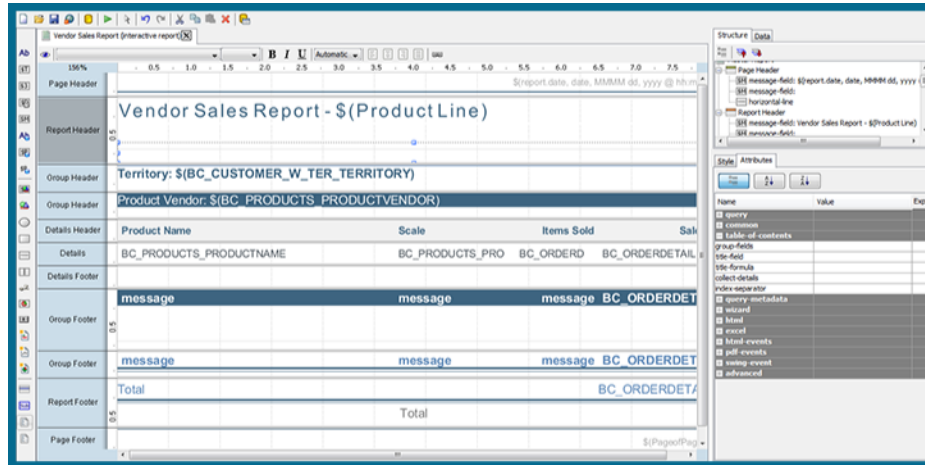 Vendor Sales Report (interactive report)
Structure Data
B I U Automatic
156% 0.5 1.0 1.5 2.0 2.5 3.0 3.5 4.0 4.5 5.0 5.5 6.0 6.5 7.0 7.5
Page Header $(report.date, date, MMMM dd, yyyy @ hh:m
Report Header Vendor Sales Report - $(ProductLine)
0.5
Group Header Territory: $(BC_CUSTOMER_W_TER_TERRITORY)
Group Header Product Vendor: $(BC_PRODUCTS_PRODUCTVENDOR)
Details Header Product Name Scale Items Sold Sale
Details BC_PRODUCTS_PRODUCTNAME BC_PRODUCTS_PRO BC_ORDERD BC_ORDERDETAIL
Details Footer
Group Footer message message message BC_ORDERDET
0.5
Group Footer message message message BC_ORDERDET
Report Footer Total BC_ORDERDETA
0.5 Total
Page Footer $(PageofPag
Page Header
message-field: $(report.date, date, MMMM dd, yyyy
message-field:
horizontal-line
Report Header
message-field: Vendor Sales Report - $(ProductLine)
message-field:
Style Attributes
Name Value Exp
query
common
table-of-contents
group-fields
title-field
title-formula
collect-details
index-separator
query-metadata
wizard
html
excel
html-events
pdf-events
swing-event
advanced